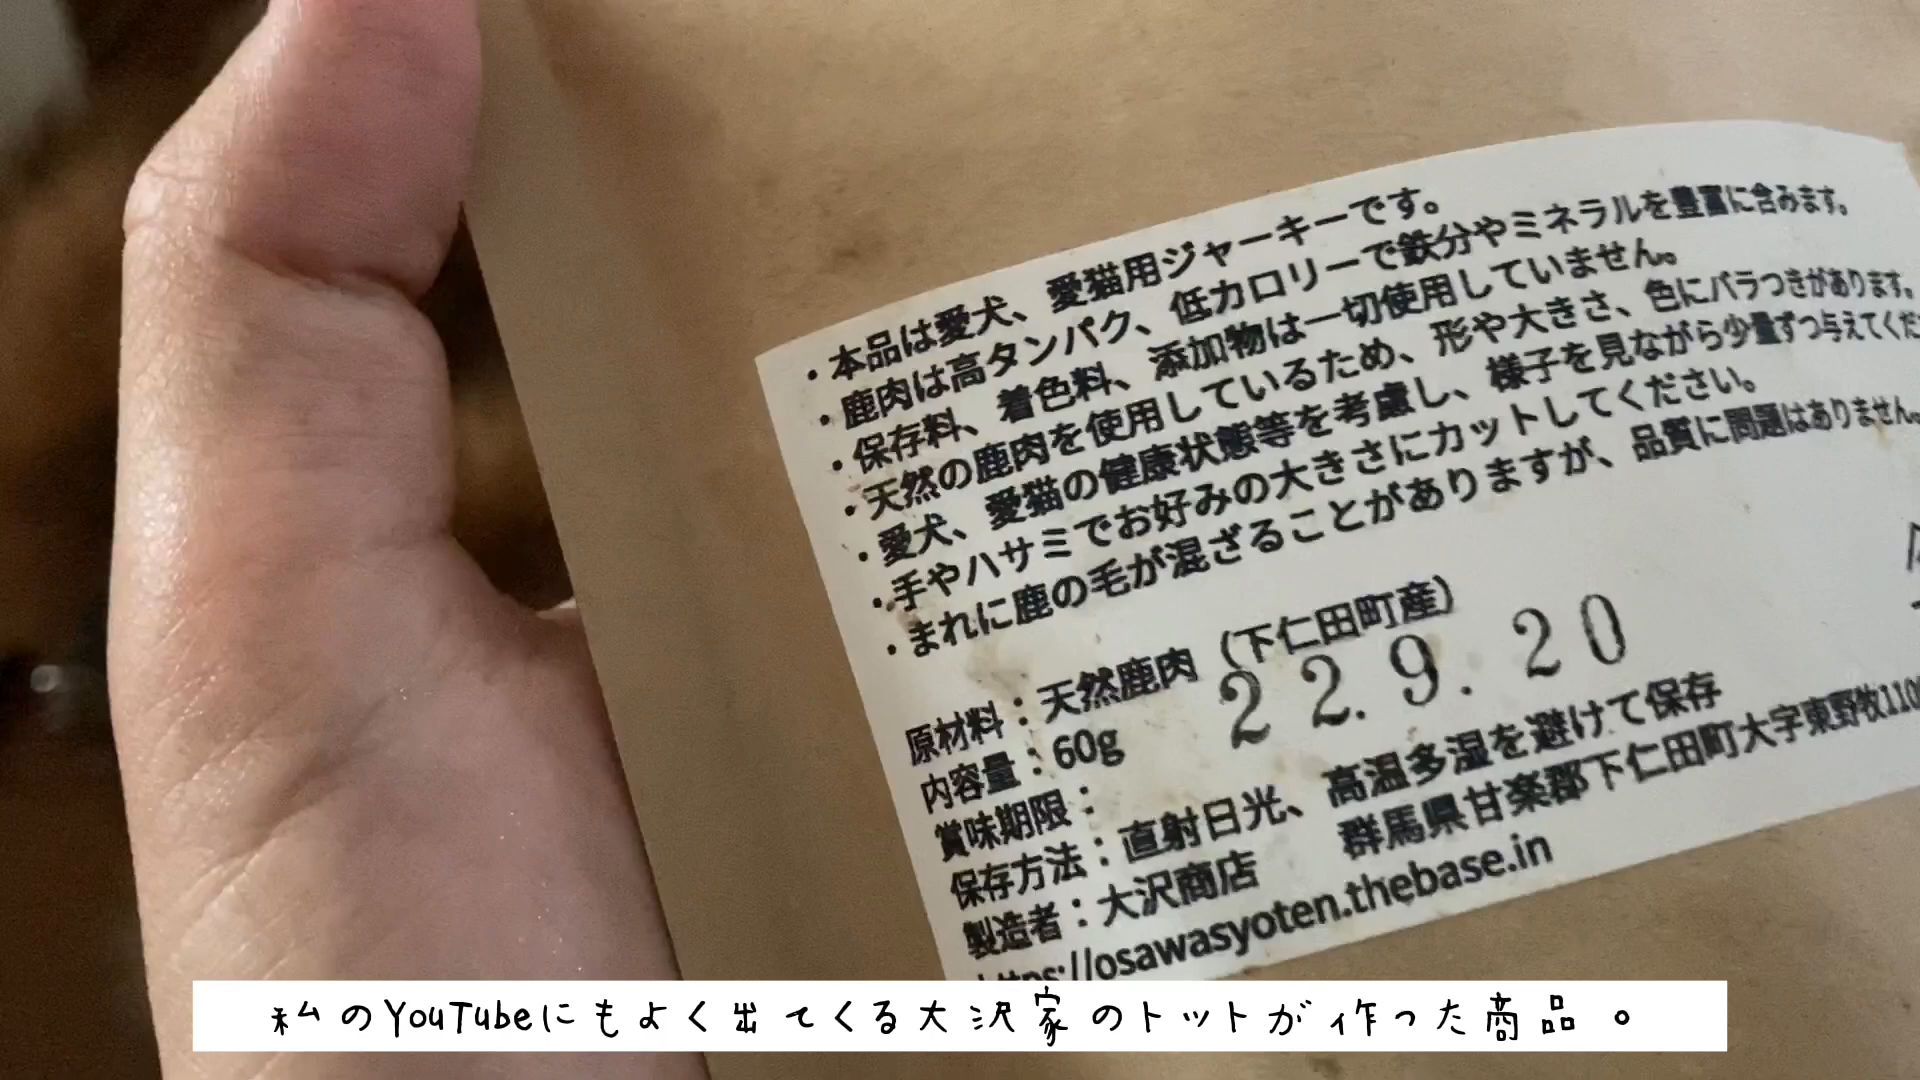 ・本品は愛犬、愛猫用ジャーキーです。
・鹿肉は高タンパク、低カロリーで鉄分やミネラルを豊富に含みます。
・保存料、着色料、添加物は一切使用していません。
・天然の鹿肉を使用しているため、形や大きさ、色にバラつきがあります。
・愛犬、愛猫の健康状態等を考慮し、様子を見ながら少量ずつ与えてくだ
・手やハサミでお好みの大きさにカットしてください。
・まれに鹿の毛が混ざることがありますが、品質に問題はありません。
原材料：天然鹿肉（下仁田町産）
内容量：60g
賞味期限：22.9.20
保存方法：直射日光、高温多湿を避けて保存
製造者：大沢商店 群馬県甘楽郡下仁田町大字東野牧110
https://osawasyoten.thebase.in
私のYouTubeにもよく出てくる大沢家のトットが作った商品。